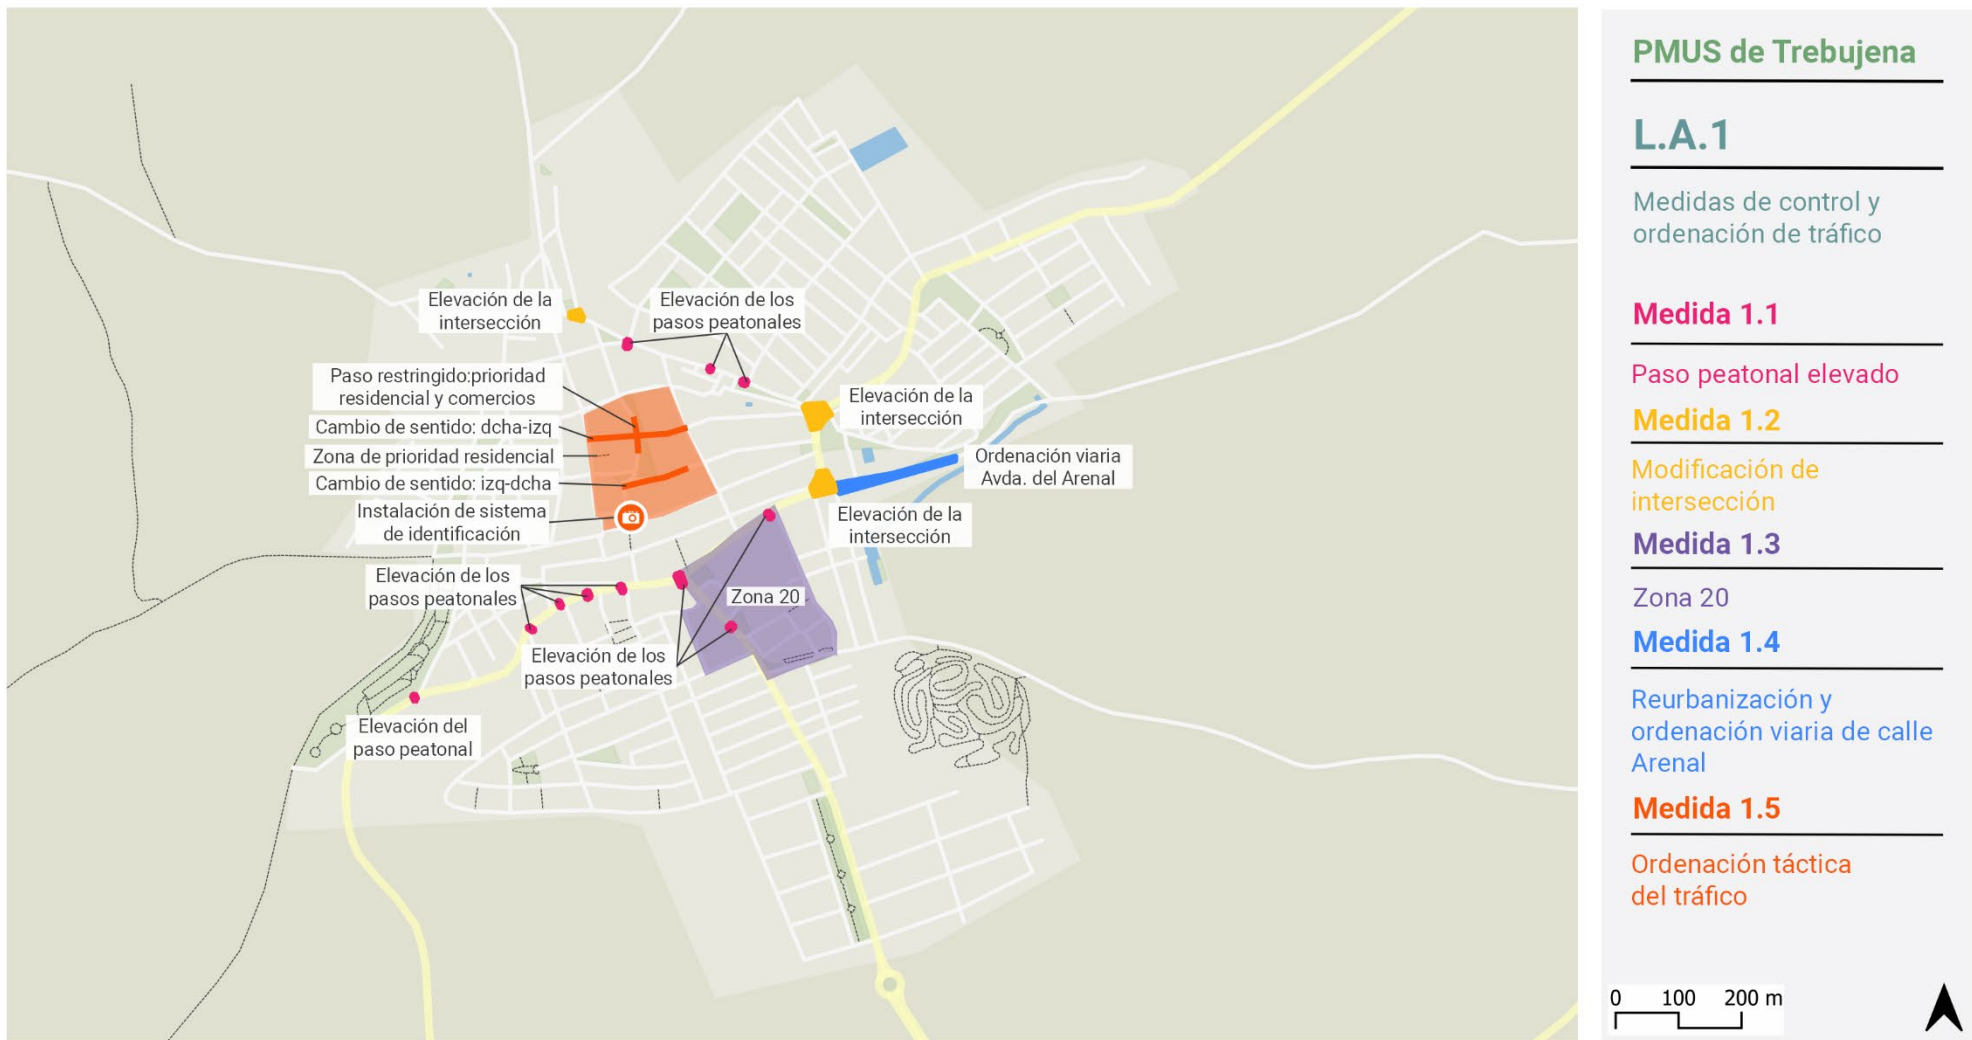 Elevación de la
intersección
Elevación de los
pasos peatonales
Paso restringido:prioridad
residencial y comercios
Cambio de sentido: dcha-izq
Zona de prioridad residencial
Cambio de sentido: izq-dcha
Instalación de sistema
de identificación
Elevación de la
intersección
Ordenación viaria
Avda. del Arenal
Elevación de la
intersección
Elevación de los
pasos peatonales
Zona 20
Elevación de los
pasos peatonales
Elevación del
paso peatonal
PMUS de Trebujena
L.A.1
Medidas de control y
ordenación de tráfico
Medida 1.1
Paso peatonal elevado
Medida 1.2
Modificación de
intersección
Medida 1.3
Zona 20
Medida 1.4
Reurbanización y
ordenación viaria de calle
Arenal
Medida 1.5
Ordenación táctica
del tráfico
0 100 200 m